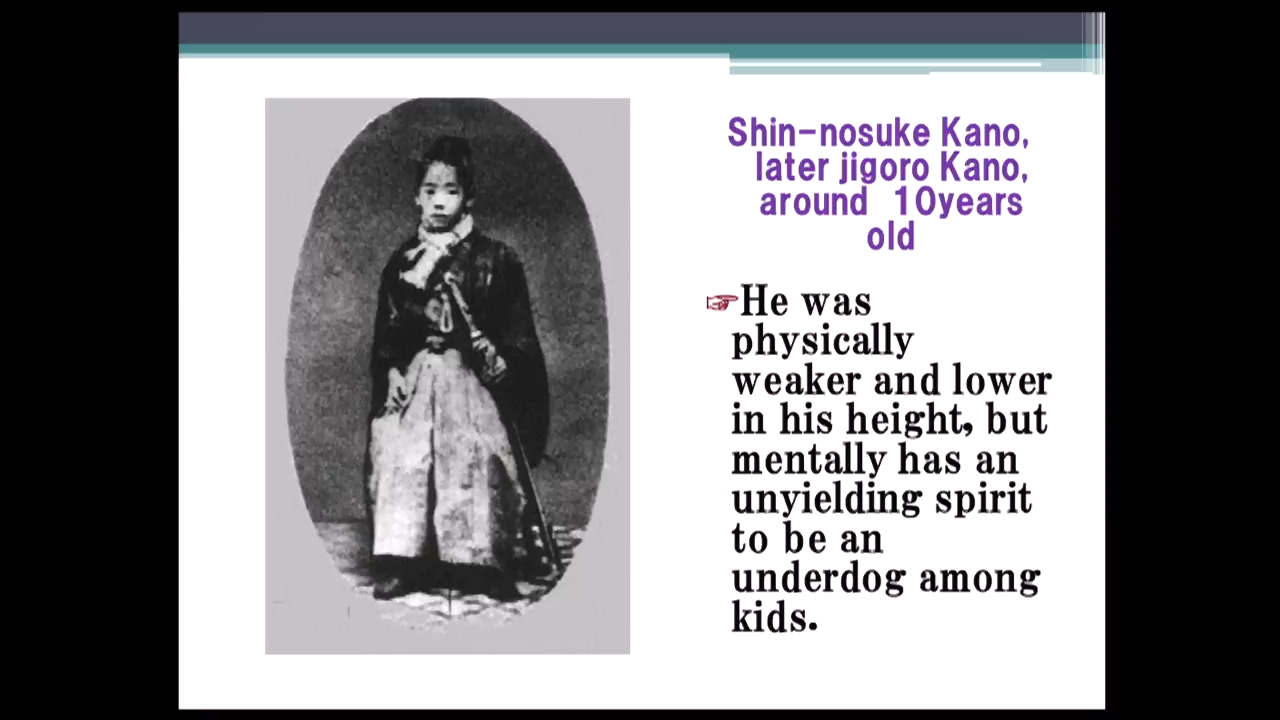 Shin-nosuke Kano,
later jigoro Kano,
around 10years
old
☞He was
physically
weaker and lower
in his height, but
mentally has an
unyielding spirit
to be an
underdog among
kids.